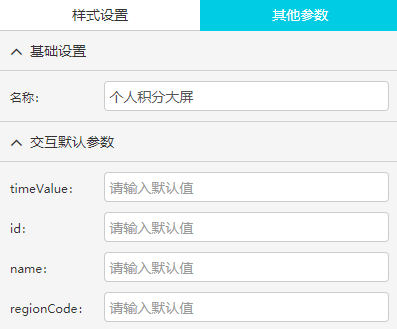 样式设置 其他参数
基础设置
名称： 个人积分大屏
交互默认参数
timeValue： 请输入默认值
id： 请输入默认值
name： 请输入默认值
regionCode： 请输入默认值